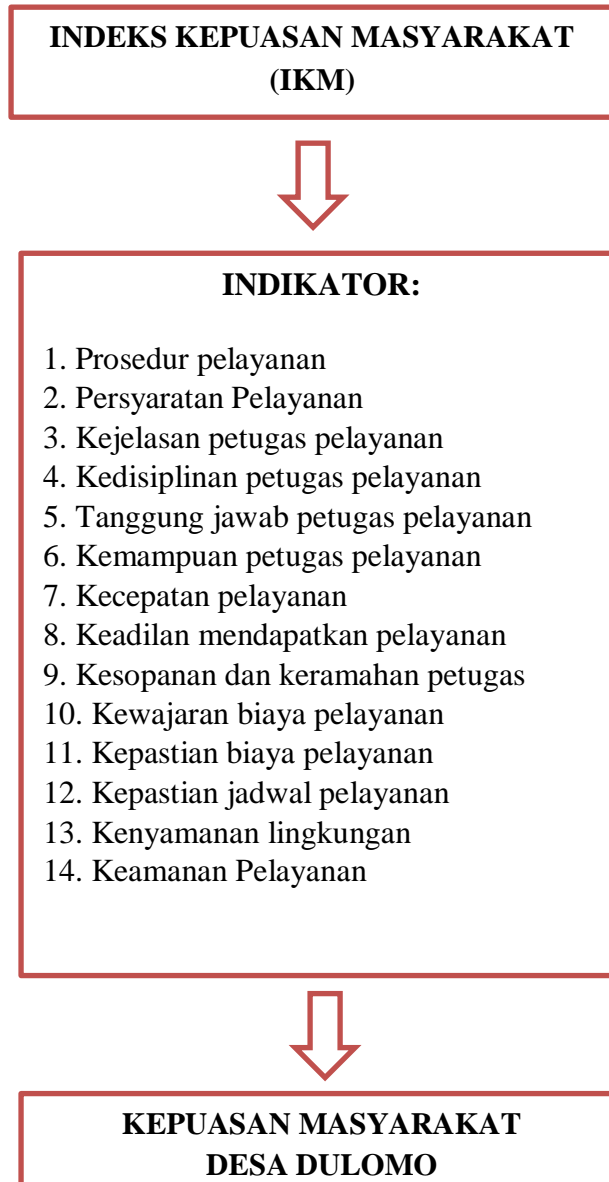 INDEKS KEPUASAN MASYARAKAT
(IKM)
INDIKATOR:
1. Prosedur pelayanan
2. Persyaratan Pelayanan
3. Kejelasan petugas pelayanan
4. Kedisiplinan petugas pelayanan
5. Tanggung jawab petugas pelayanan
6. Kemampuan petugas pelayanan
7. Kecepatan pelayanan
8. Keadilan mendapatkan pelayanan
9. Kesopanan dan keramahan petugas
10. Kewajaran biaya pelayanan
11. Kepastian biaya pelayanan
12. Kepastian jadwal pelayanan
13. Kenyamanan lingkungan
14. Keamanan Pelayanan
KEPUASAN MASYARAKAT
DESA DULOMO